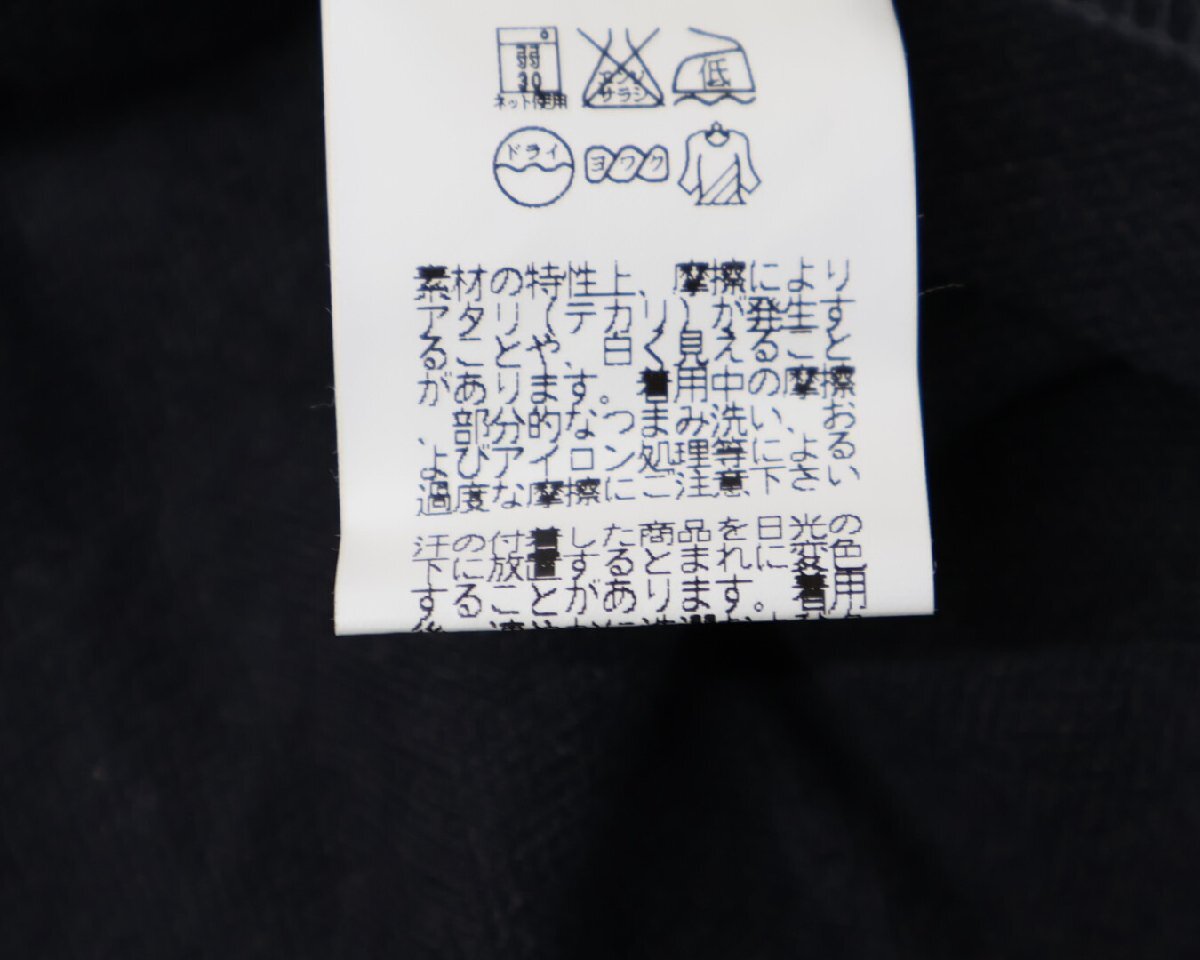 弱
30
ネット使用
エンソ
サラシ
低
ドライ
ヨワク
素材の特性上、摩擦により
アタリ(テカリ)が発生す
ることや、白く見えること
があります。着用中の摩擦
、部分的なつまみ洗い、お
よびアイロン処理等による
過度な摩擦にご注意下さい
汗の付着した商品を日光の
下に放置するとまれに変色
することがあります。着用